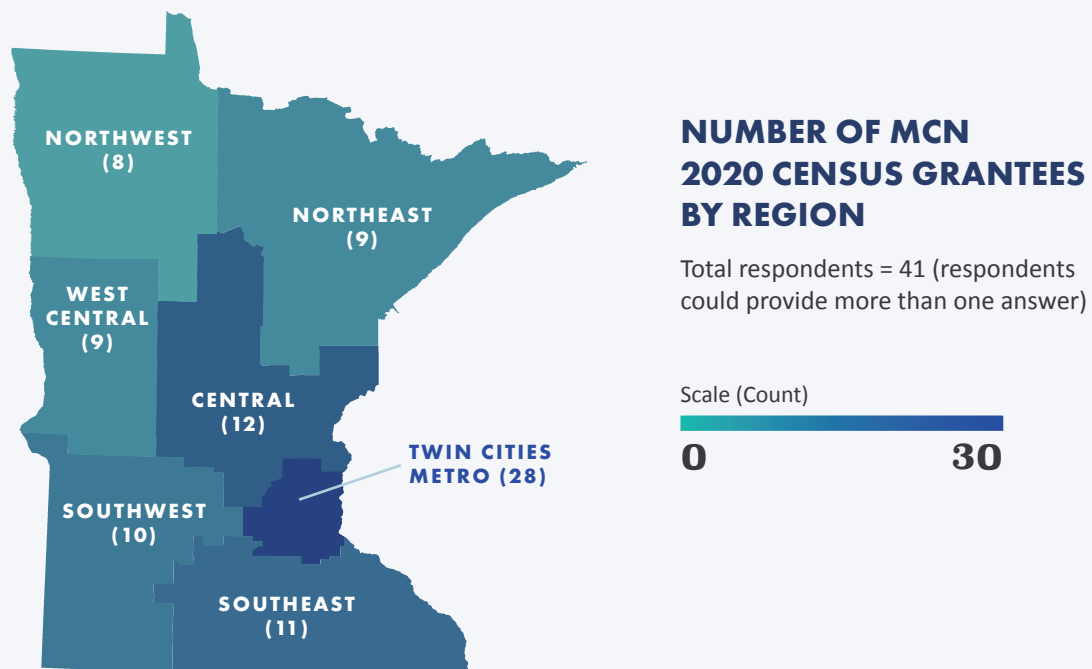 NORTHWEST
(8)
NORTHEAST
(9)
WEST
CENTRAL
(9)
CENTRAL
(12)
TWIN CITIES
METRO (28)
SOUTHWEST
(10)
SOUTHEAST
(11)
NUMBER OF MCN
2020 CENSUS GRANTEES
BY REGION
Total respondents = 41 (respondents
could provide more than one answer)
Scale (Count)
0 30